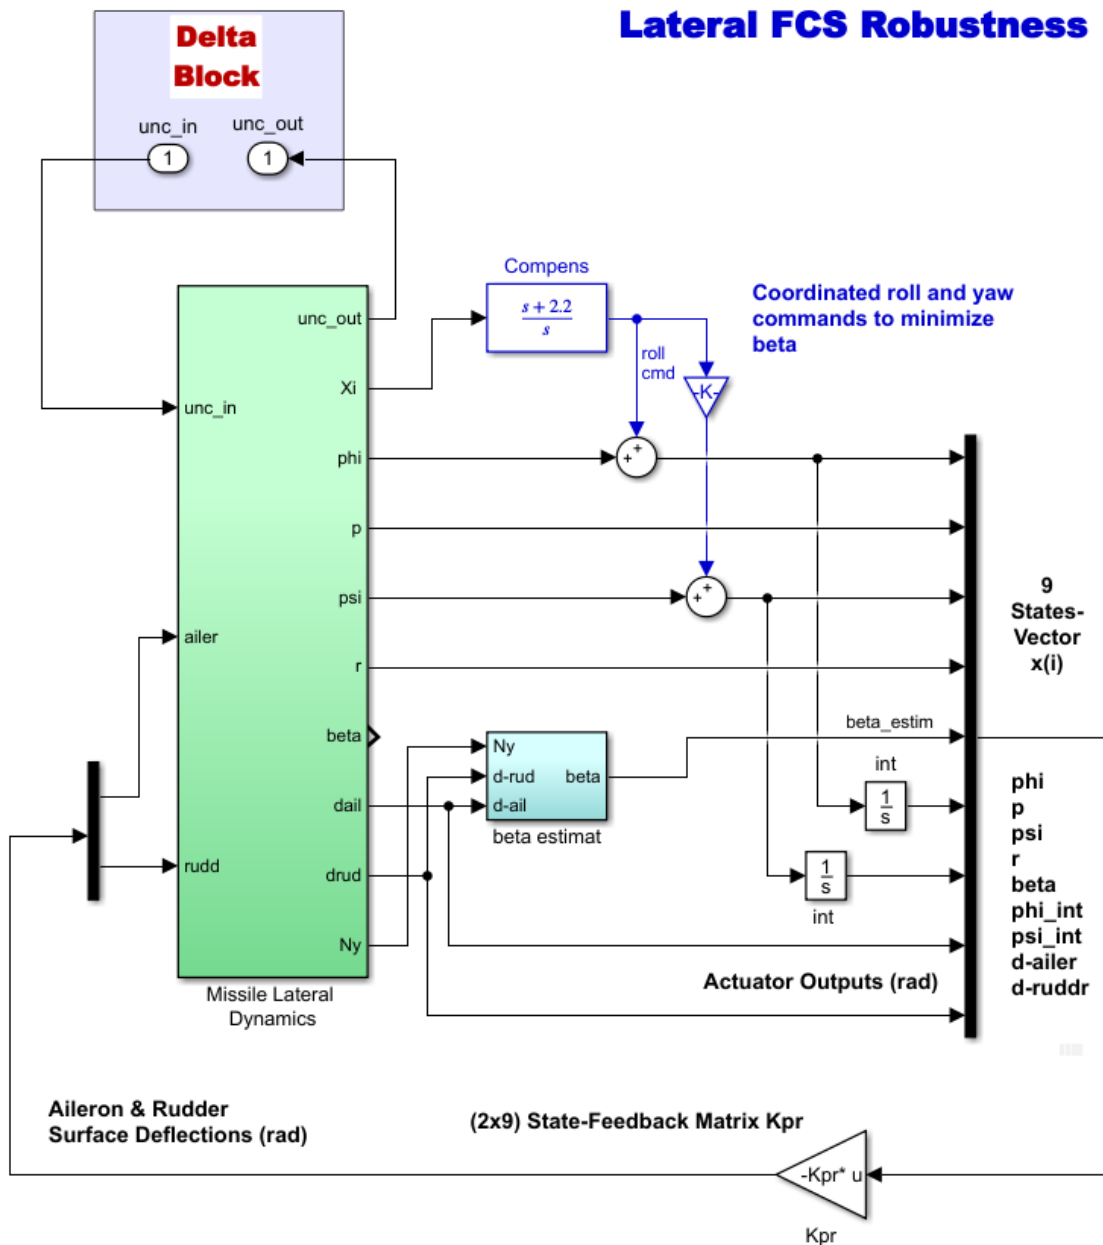 Lateral FCS Robustness
Delta
Block
unc_in
unc_out
1
1
Compens
s + 2.2
s
Coordinated roll and yaw
commands to minimize
beta
roll
cmd
-K-
unc_out
Xi
unc_in
phi
+
+
p
psi
+
+
ailer
r
9
States-
Vector
x(i)
beta
beta_estim
Ny
d-rud
beta
d-ail
beta estimat
dail
int
1
s
rudd
drud
1
s
int
Ny
phi
p
psi
r
beta
phi_int
psi_int
d-ailer
d-ruddr
Actuator Outputs (rad)
Missile Lateral
Dynamics
Aileron & Rudder
Surface Deflections (rad)
(2x9) State-Feedback Matrix Kpr
-Kpr* u
Kpr